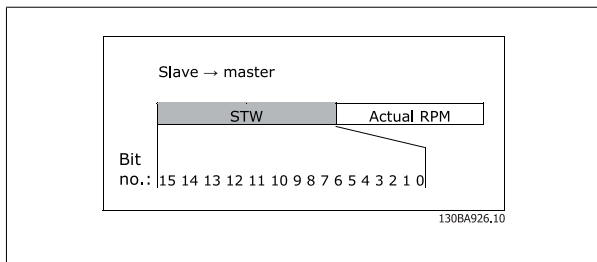 Slave → master
STW Actual RPM
Bit
no.: 15 14 13 12 11 10 9 8 7 6 5 4 3 2 1 0
130BA926.10